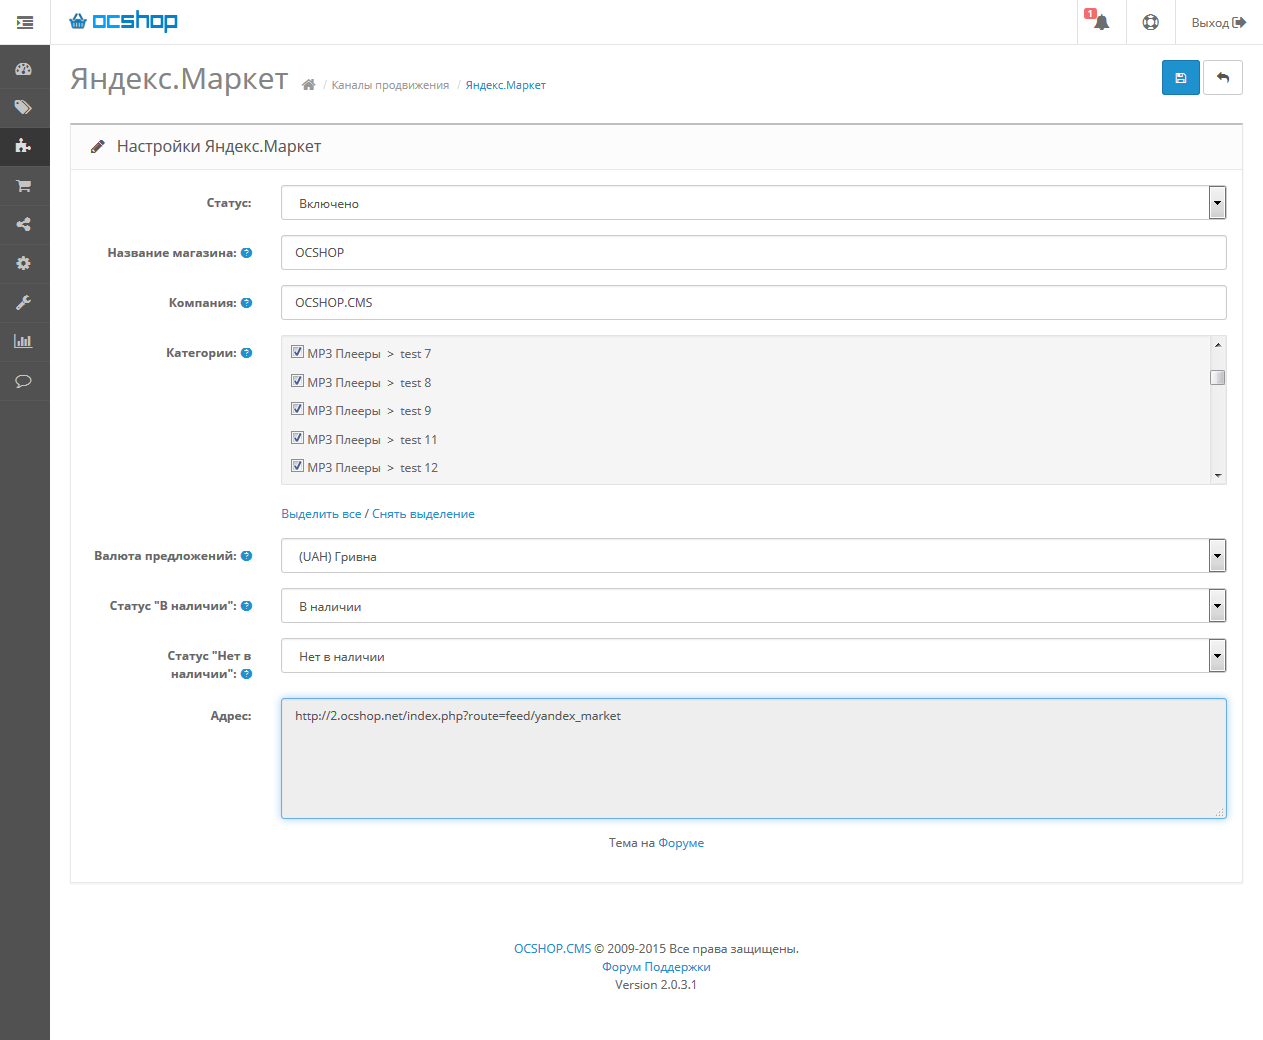 ocshop
1
Выход
Яндекс.Маркет
/ Каналы продвижения / Яндекс.Маркет
Настройки Яндекс.Маркет
Статус:
Включено
Название магазина:
OCSHOP
Компания:
OCSHOP.CMS
Категории:
MP3 Плееры > test 7
MP3 Плееры > test 8
MP3 Плееры > test 9
MP3 Плееры > test 11
MP3 Плееры > test 12
Выделить все / Снять выделение
Валюта предложений:
(UAH) Гривна
Статус "В наличии":
В наличии
Статус "Нет в
наличии":
Нет в наличии
Адрес:
http://2.ocshop.net/index.php?route=feed/yandex_market
Тема на Форуме
OCSHOP.CMS © 2009-2015 Все права защищены.
Форум Поддержки
Version 2.0.3.1